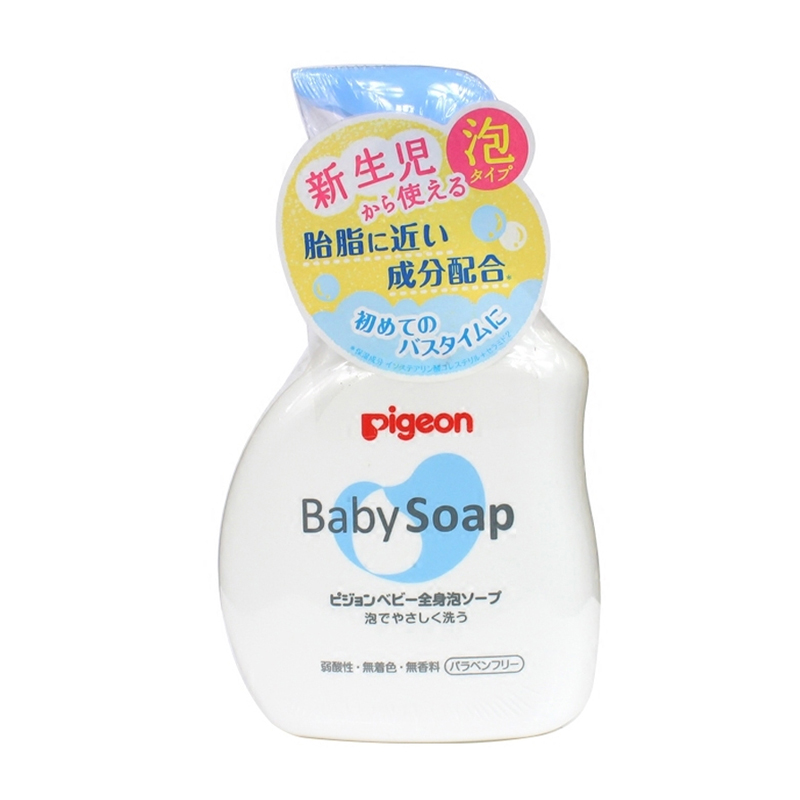 泡
タイプ
新生児
から使える
胎脂に近い
成分配合※
初めての
バスタイムに
pigeon
Baby Soap
ピジョンベビー全身泡ソープ
泡でやさしく洗う
弱酸性・無着色・無香料 パラベンフリー